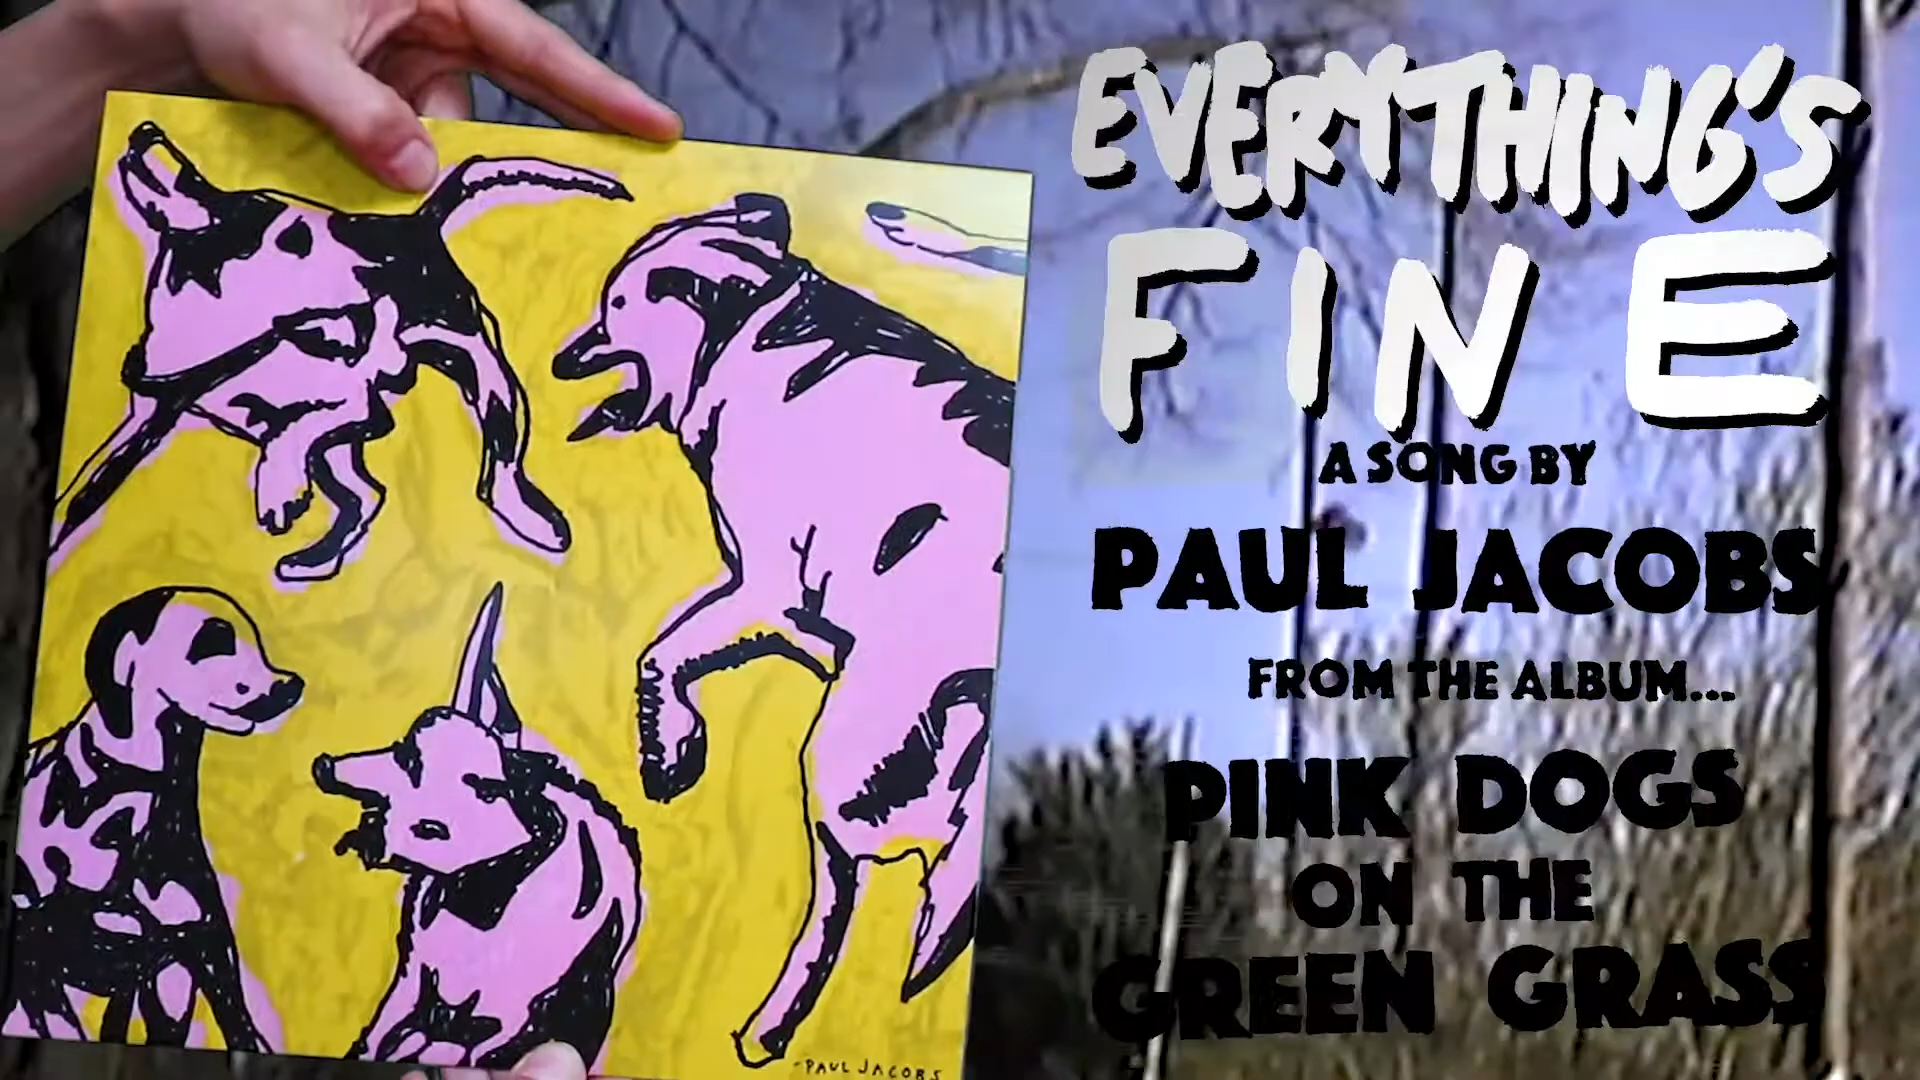 EVERYTHING'S
FINE
A SONG BY
PAUL JACOBS
FROM THE ALBUM...
PINK DOGS
ON THE
GREEN GRASS
-PAUL JACOBS